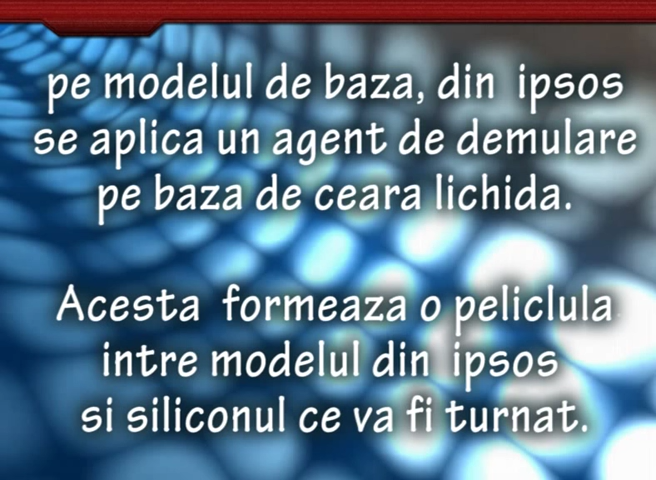 pe modelul de baza, din ipsos
se aplica un agent de demulare
pe baza de ceara lichida.
Acesta formeaza o peliclula
intre modelul din ipsos
si siliconul ce va fi turnat.